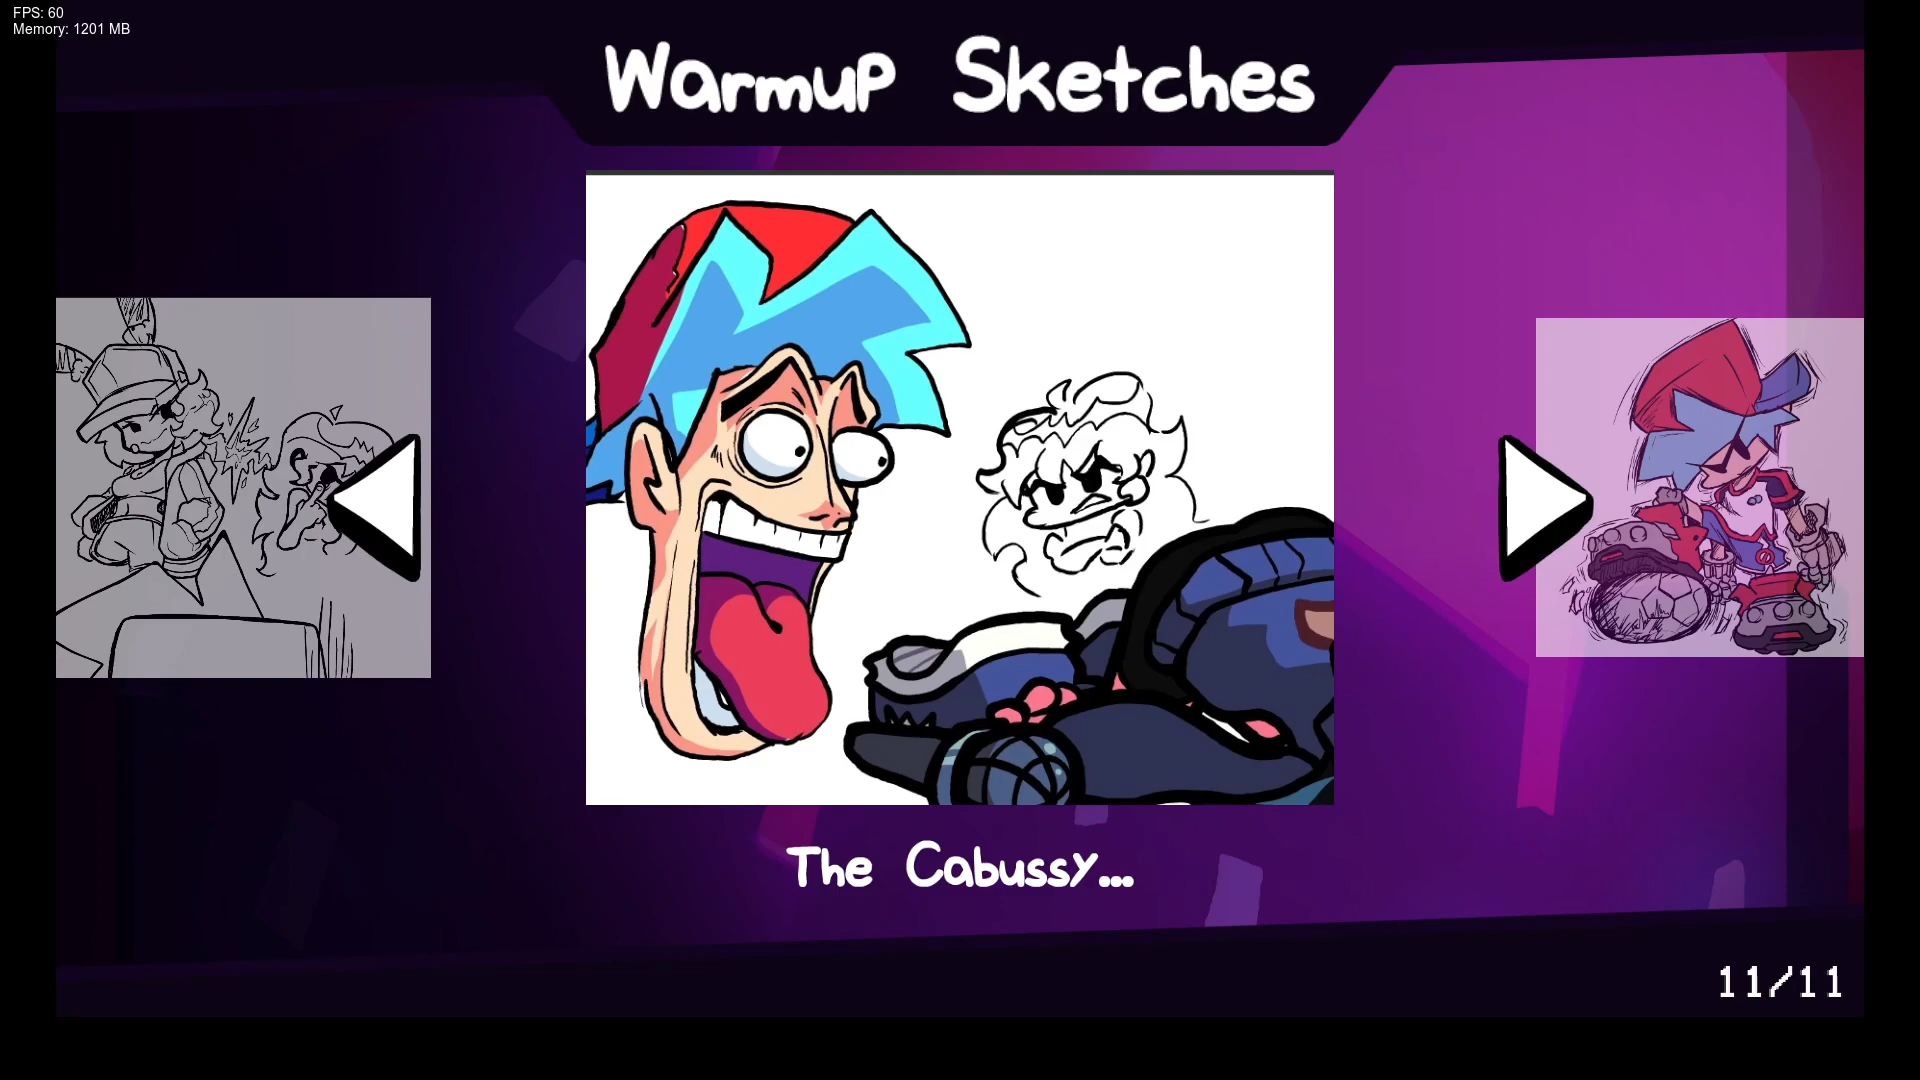 FPS: 60
Memory: 1201 MB
Warmup Sketches
The Cabussy...
11/11